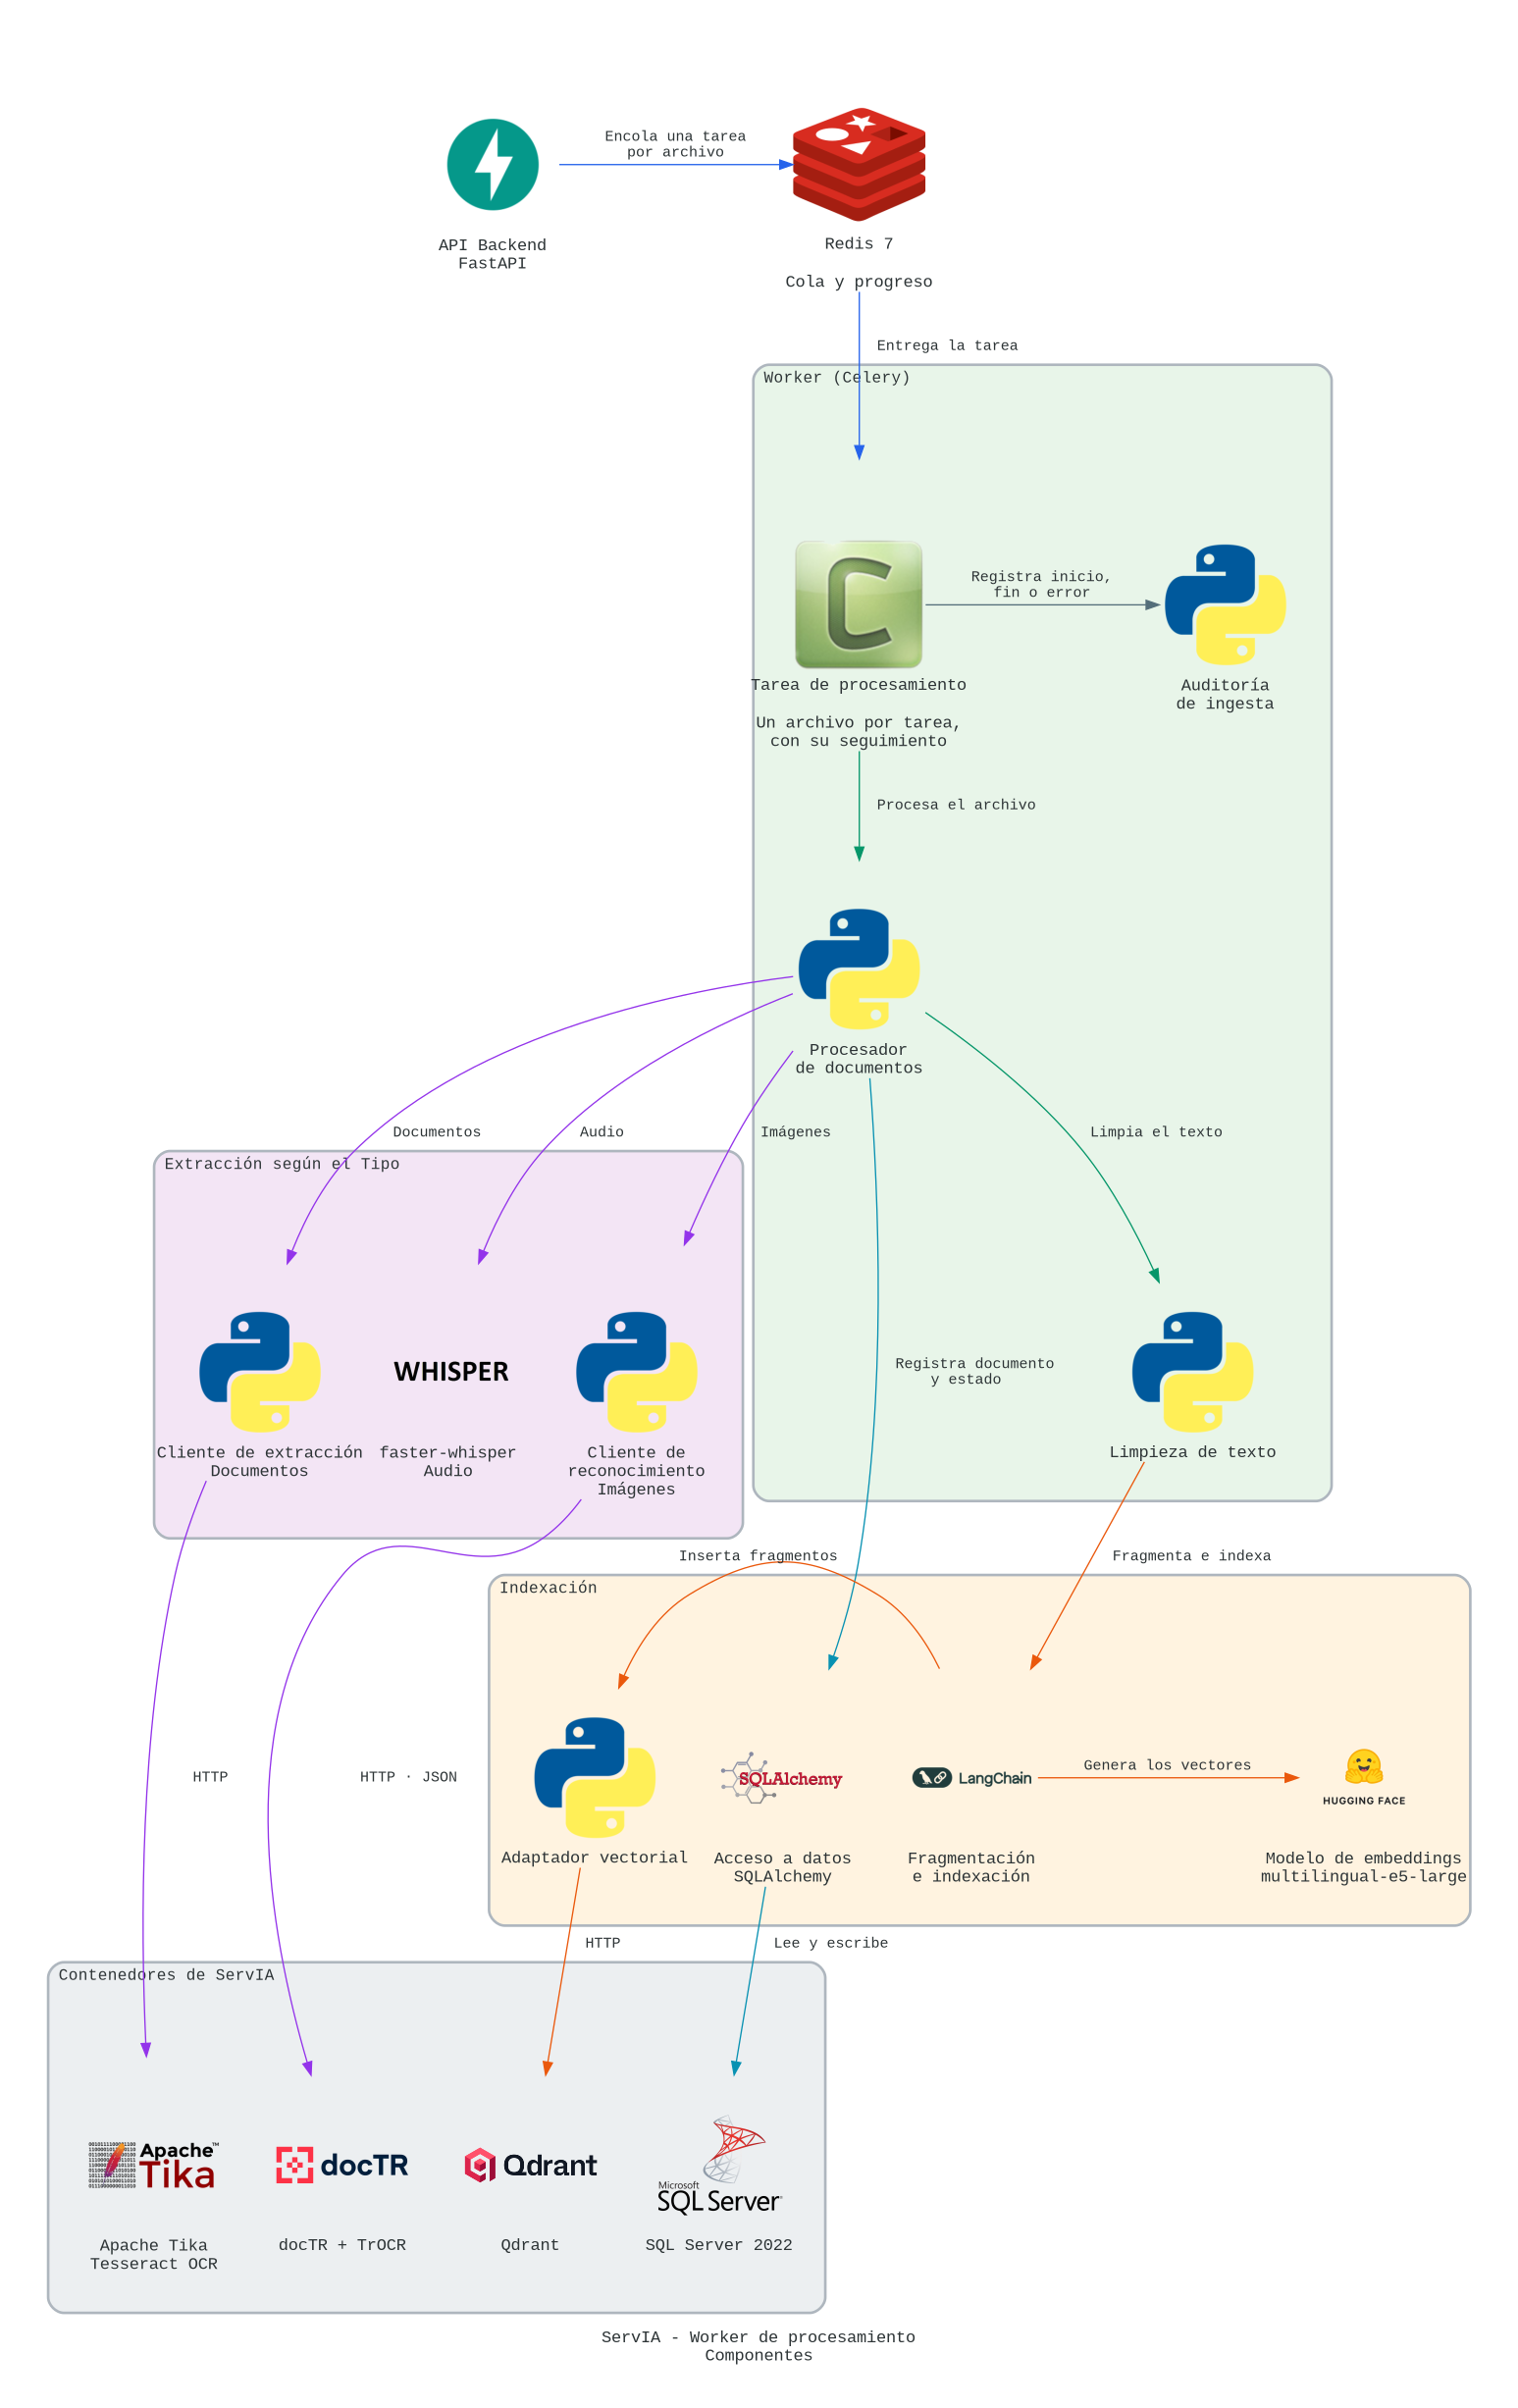 Encola una tarea
por archivo
API Backend
FastAPI
Redis 7
Cola y progreso
Entrega la tarea
Worker (Celery)
C
Registra inicio,
fin o error
Tarea de procesamiento
Un archivo por tarea,
con su seguimiento
Auditoría
de ingesta
Procesa el archivo
Procesador
de documentos
Documentos
Audio
Imágenes
Limpia el texto
Extracción según el Tipo
WHISPER
Registra documento
y estado
Cliente de extracción
Documentos
faster-whisper
Audio
Cliente de
reconocimiento
Imágenes
Limpieza de texto
Inserta fragmentos
Fragmenta e indexa
Indexación
HTTP
HTTP · JSON
SQLAlchemy
LangChain
Genera los vectores
HUGGING FACE
Adaptador vectorial
Acceso a datos
SQLAlchemy
Fragmentación
e indexación
Modelo de embeddings
multilingual-e5-large
HTTP
Lee y escribe
Contenedores de ServIA
Apache™
Tika
docTR
Qdrant
Microsoft
SQL Server
Apache Tika
Tesseract OCR
docTR + TrOCR
Qdrant
SQL Server 2022
ServIA - Worker de procesamiento
Componentes